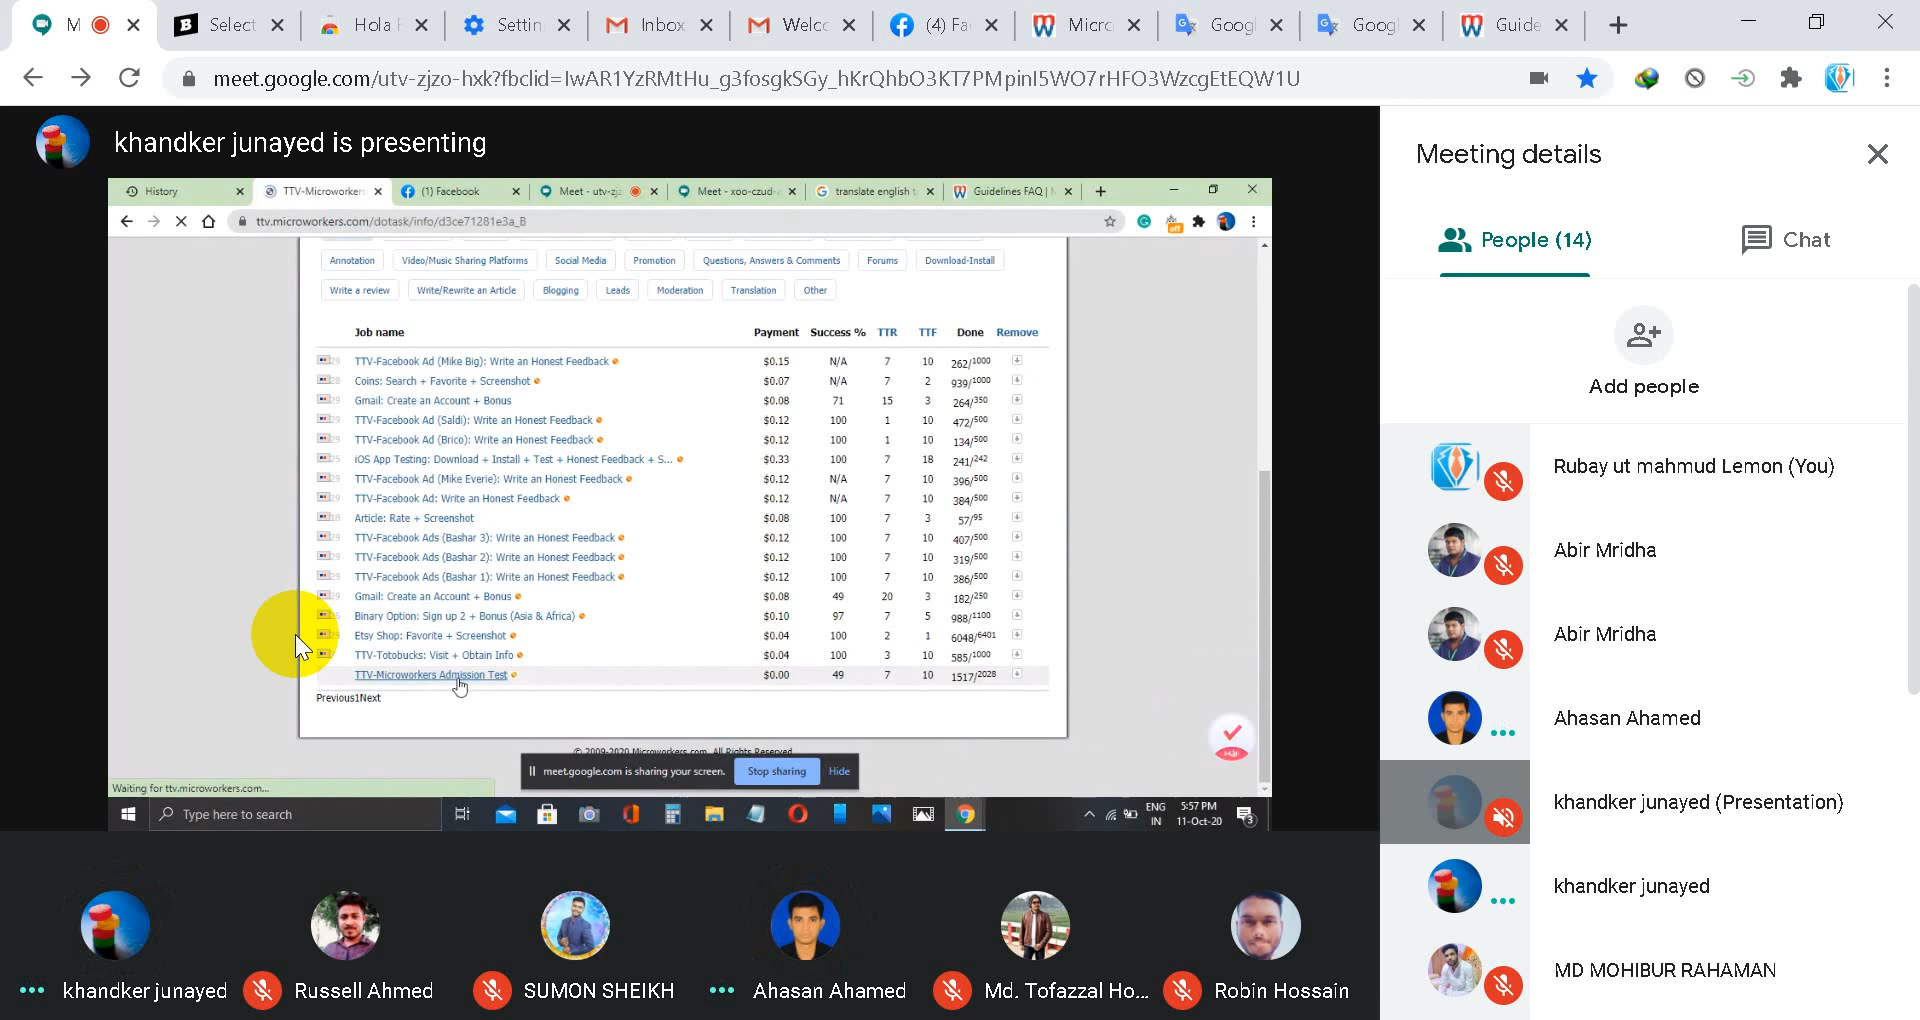 M
Select
Hola F
Settin
Inbox
Welcc
(4) Fa
Micro
Googl
Googl
Guide
meet.google.com/utv-zjzo-hxk?fbclid=IwAR1YzRMtHu_g3fosgkSGy_hKrQhbO3KT7PMpinI5WO7rHFO3WzcgEtEQW1U
khandker junayed is presenting
History
TTV-Microworker
(1) Facebook
Meet - utv-zjz
Meet - xoo-czud-
translate english t
Guidelines FAQ |
ttv.microworkers.com/dotask/info/d3ce71281e3a_B
off
Annotation Video/Music Sharing Platforms Social Media Promotion Questions, Answers & Comments Forums Download-Install
Write a review Write/Rewrite an Article Blogging Leads Moderation Translation Other
Job name Payment Success % TTR TTF Done Remove
TTV-Facebook Ad (Mike Big): Write an Honest Feedback $0.15 N/A 7 10 262/1000
Coins: Search + Favorite + Screenshot $0.07 N/A 7 2 939/1000
Gmail: Create an Account + Bonus $0.08 71 15 3 264/350
TTV-Facebook Ad (Saldi): Write an Honest Feedback $0.12 100 1 10 472/500
TTV-Facebook Ad (Brico): Write an Honest Feedback $0.12 100 1 10 134/500
iOS App Testing: Download + Install + Test + Honest Feedback + S... $0.33 100 7 18 241/242
TTV-Facebook Ad (Mike Everie): Write an Honest Feedback $0.12 N/A 7 10 396/500
TTV-Facebook Ad: Write an Honest Feedback $0.12 N/A 7 10 384/500
Article: Rate + Screenshot $0.08 100 7 3 57/95
TTV-Facebook Ads (Bashar 3): Write an Honest Feedback $0.12 100 7 10 407/500
TTV-Facebook Ads (Bashar 2): Write an Honest Feedback $0.12 100 7 10 319/500
TTV-Facebook Ads (Bashar 1): Write an Honest Feedback $0.12 100 7 10 386/500
Gmail: Create an Account + Bonus $0.08 49 20 3 182/250
Binary Option: Sign up 2 + Bonus (Asia & Africa) $0.10 97 7 5 988/1100
Etsy Shop: Favorite + Screenshot $0.04 100 2 1 6048/6401
TTV-Totobucks: Visit + Obtain Info $0.04 100 3 10 585/1000
TTV-Microworkers Admission Test $0.00 49 7 10 1517/2028
Previous1Next
© 2009-2020 Microworkers.com. All Rights Reserved
meet.google.com is sharing your screen. Stop sharing Hide
Waiting for ttv.microworkers.com...
Type here to search
ENG
IN
5:57 PM
11-Oct-20
3
khandker junayed
Russell Ahmed
SUMON SHEIKH
Ahasan Ahamed
Md. Tofazzal Ho...
Robin Hossain
Meeting details
People (14)
Chat
Add people
Rubay ut mahmud Lemon (You)
Abir Mridha
Abir Mridha
Ahasan Ahamed
khandker junayed (Presentation)
khandker junayed
MD MOHIBUR RAHAMAN